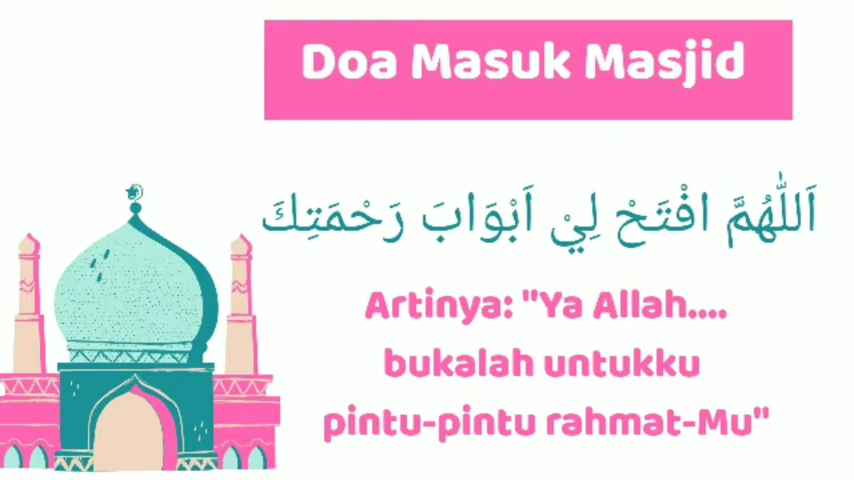 Doa Masuk Masjid
اَللّٰهُمَّ افْتَحْ لِيْ اَبْوَابَ رَحْمَتِكَ
Artinya: "Ya Allah....
bukalah untukku
pintu-pintu rahmat-Mu"